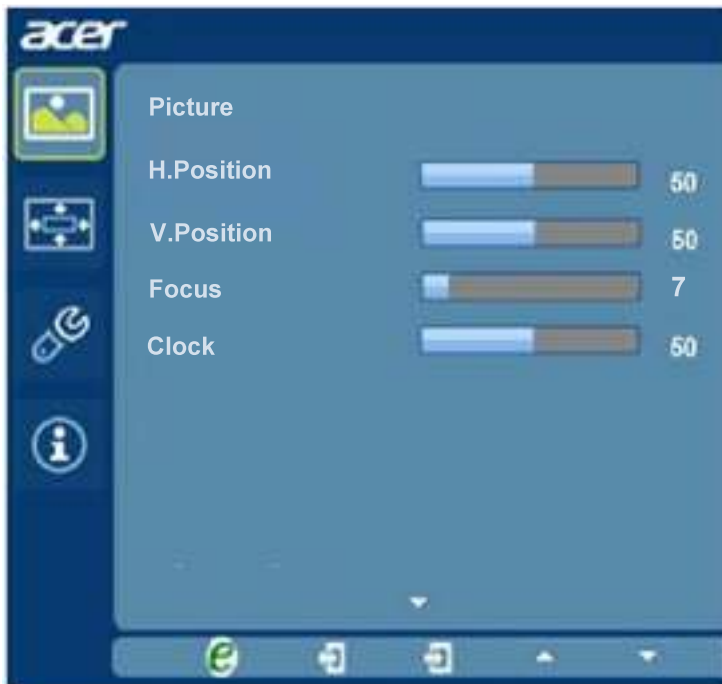 acer
Picture
H.Position 50
V.Position 50
Focus 7
Clock 50
e